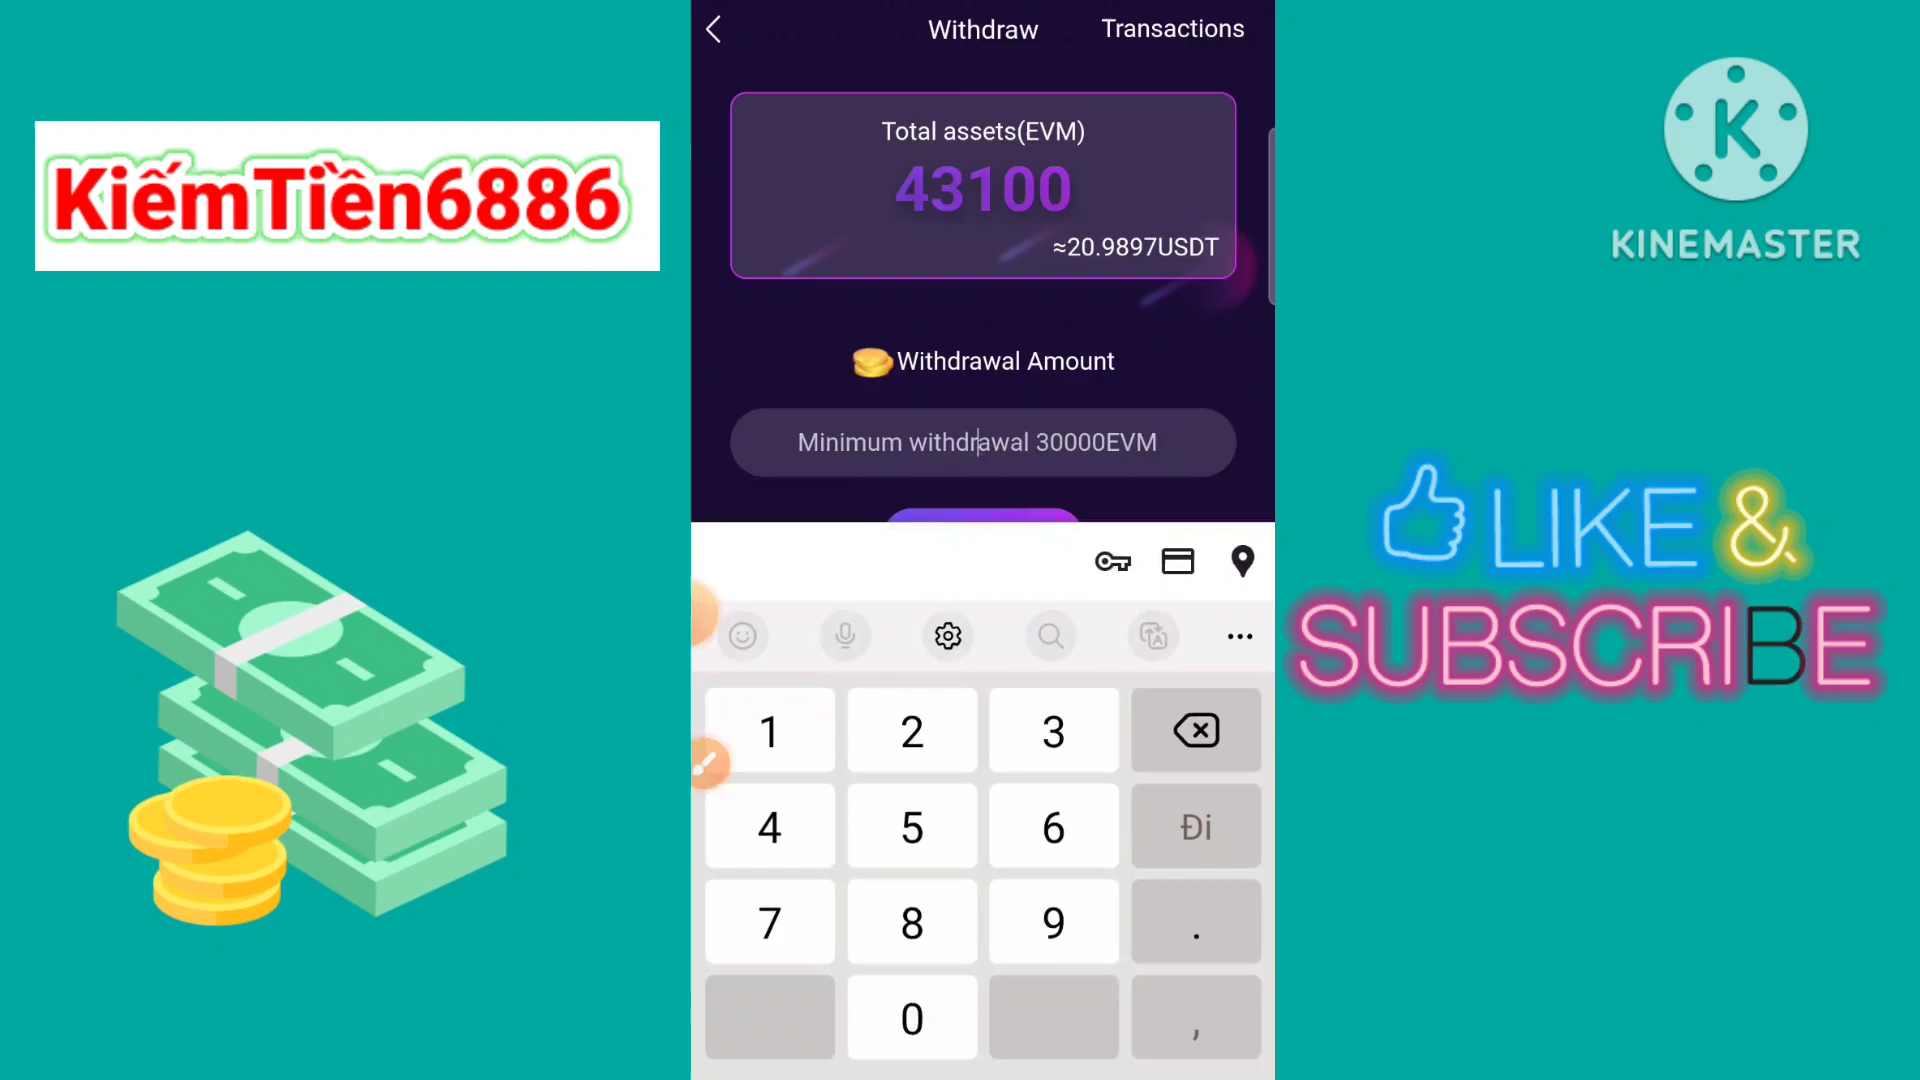 Withdraw
Transactions
KiếmTiền6886
Total assets(EVM)
43100
≈20.9897USDT
K
KINEMASTER
Withdrawal Amount
Minimum withdrawal 30000EVM
LIKE &
SUBSCRIBE
A
1 2 3
4 5 6 Đi
7 8 9 .
0 ,